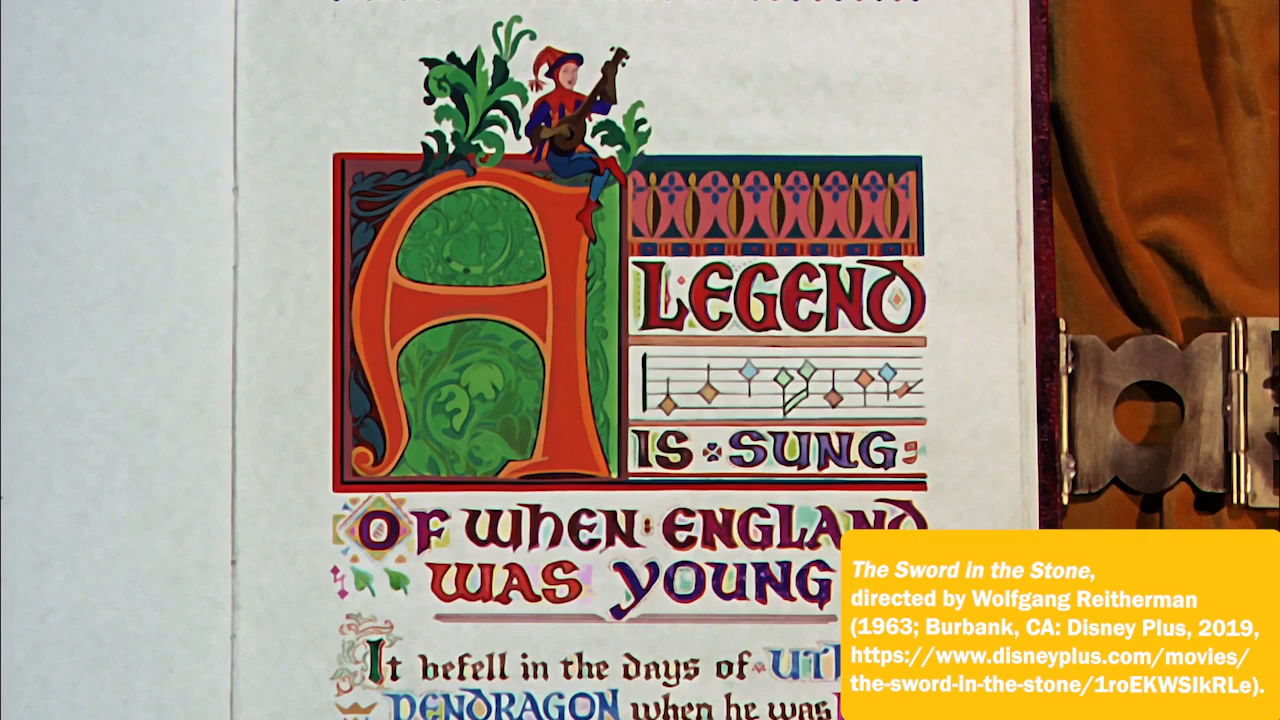 A LEGEND
IS SUNG
OF WHEN ENGLAND
WAS YOUNG
It befell in the days of
PENDRAGON when he was
The Sword in the Stone,
directed by Wolfgang Reitherman
(1963; Burbank, CA: Disney Plus, 2019,
https://www.disneyplus.com/movies/
the-sword-in-the-stone/1roEKWSIkRLe).